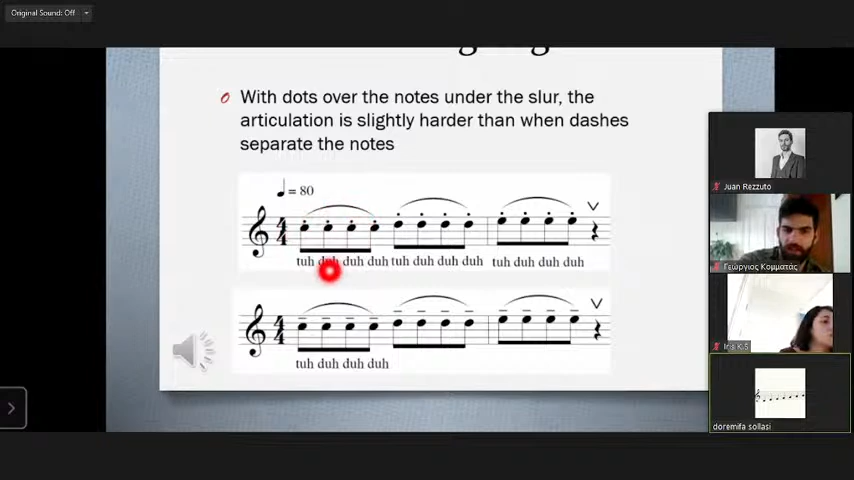 Original Sound: Off
With dots over the notes under the slur, the
articulation is slightly harder than when dashes
separate the notes
= 80
tuh duh duh duh tuh duh duh duh tuh duh duh duh
tuh duh duh duh
Juan Rezzuto
Γεώργιος Κομματάς
Iris K.S
doremifa sollasi